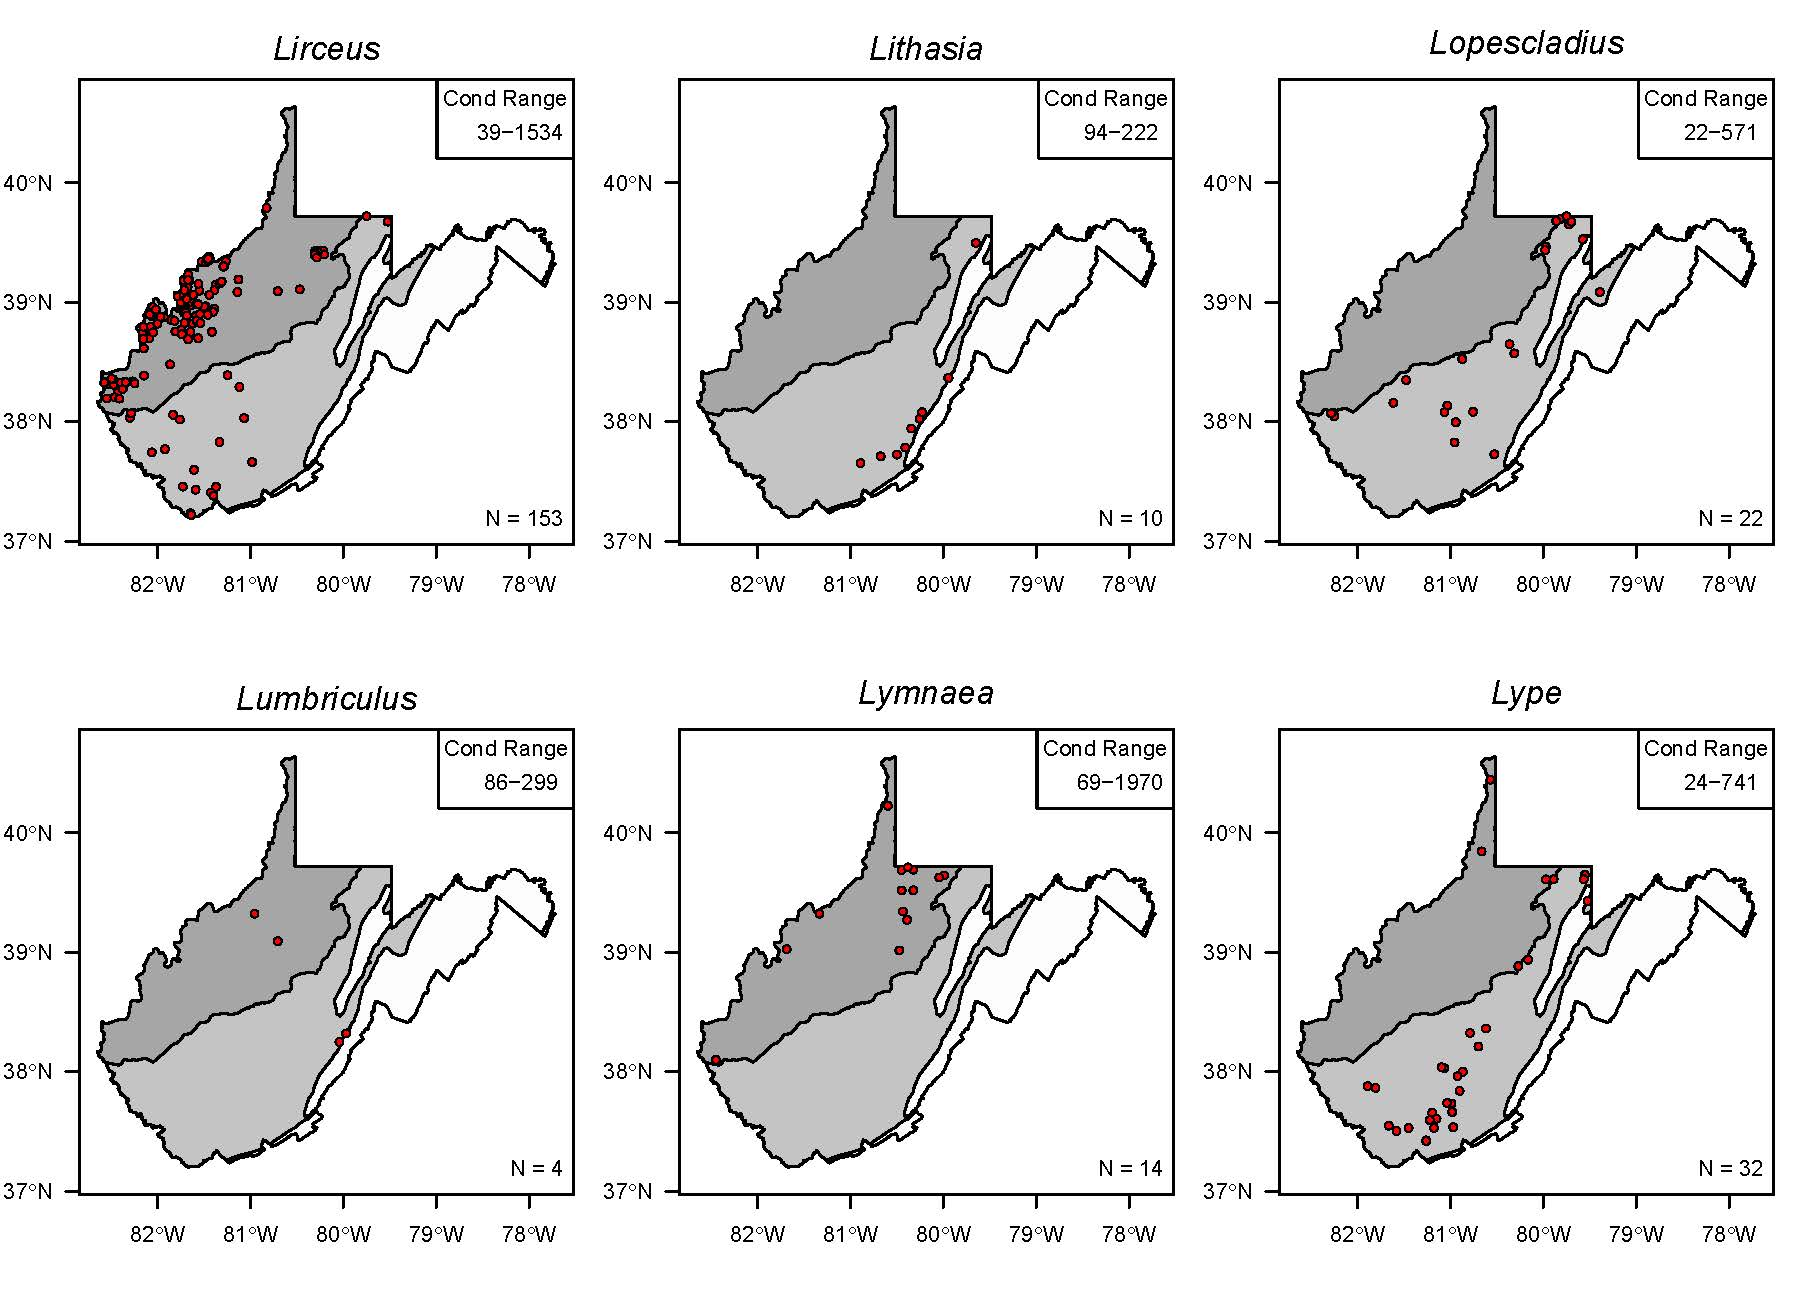 Lirceus
Cond Range
39−1534
40°N
39°N
38°N
37°N
N = 153
82°W 81°W 80°W 79°W 78°W
Lithasia
Cond Range
94−222
40°N
39°N
38°N
37°N
N = 10
82°W 81°W 80°W 79°W 78°W
Lopescladius
Cond Range
22−571
40°N
39°N
38°N
37°N
N = 22
82°W 81°W 80°W 79°W 78°W
Lumbriculus
Cond Range
86−299
40°N
39°N
38°N
37°N
N = 4
82°W 81°W 80°W 79°W 78°W
Lymnaea
Cond Range
69−1970
40°N
39°N
38°N
37°N
N = 14
82°W 81°W 80°W 79°W 78°W
Lype
Cond Range
24−741
40°N
39°N
38°N
37°N
N = 32
82°W 81°W 80°W 79°W 78°W